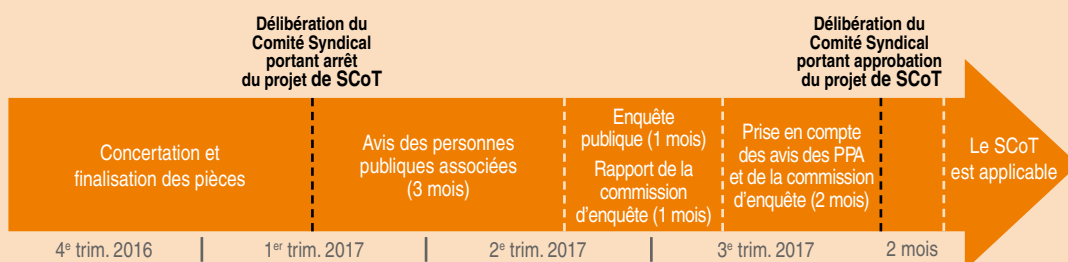 Délibération du
Comité Syndical
portant arrêt
du projet de SCoT
Délibération du
Comité Syndical
portant approbation
du projet de SCoT
Concertation et
finalisation des pièces
Avis des personnes
publiques associées
(3 mois)
Enquête
publique (1 mois)
Rapport de la
commission
d'enquête (1 mois)
Prise en compte
des avis des PPA
et de la commission
d'enquête (2 mois)
Le SCoT
est applicable
4e trim. 2016 | 1er trim. 2017 | 2e trim. 2017 | 3e trim. 2017 2 mois